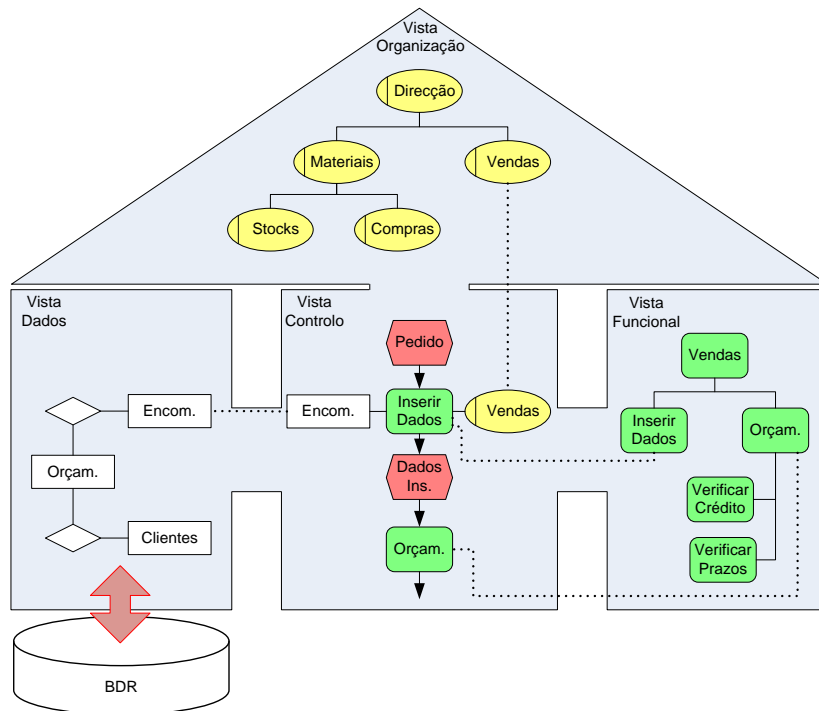 Vista
Organização
Direcção
Materiais
Vendas
Stocks
Compras
Vista
Dados
Encom.
Orçam.
Clientes
BDR
Vista
Controlo
Pedido
Encom.
Inserir
Dados
Vendas
Dados
Ins.
Orçam.
Vista
Funcional
Vendas
Inserir
Dados
Orçam.
Verificar
Crédito
Verificar
Prazos